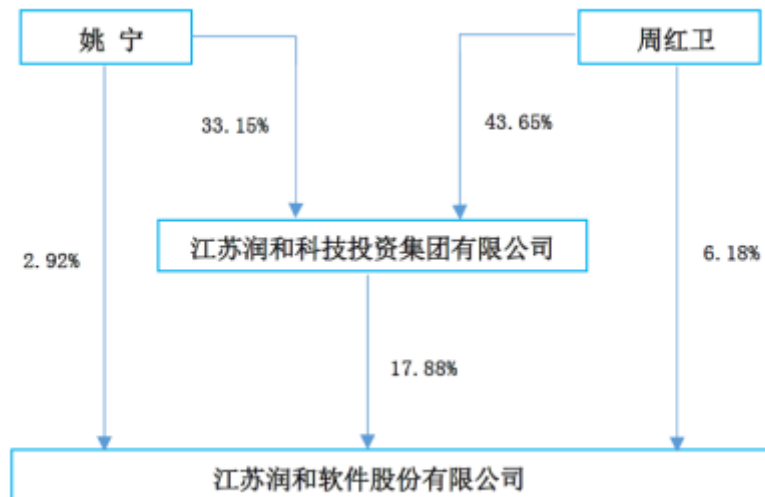 姚 宁
周红卫
33.15%
43.65%
江苏润和科技投资集团有限公司
2.92%
6.18%
17.88%
江苏润和软件股份有限公司